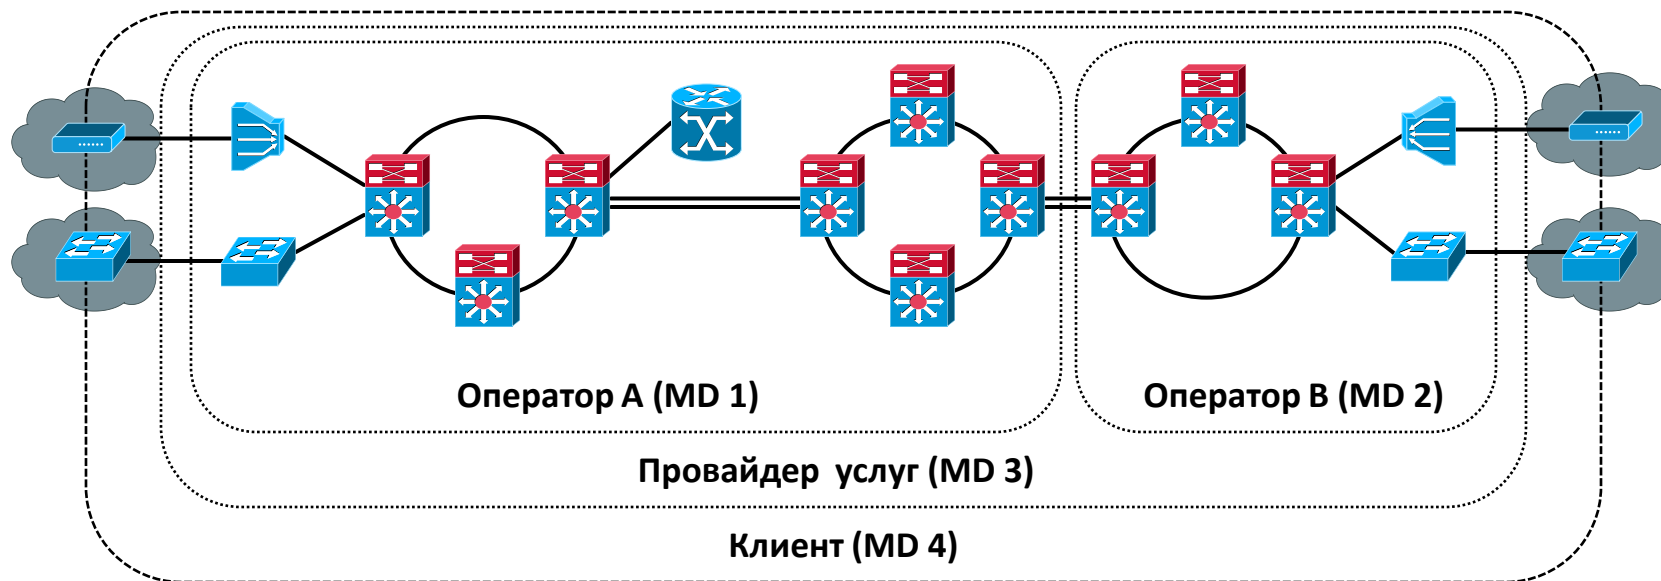 Оператор А (MD 1)
Оператор В (MD 2)
Провайдер услуг (MD 3)
Клиент (MD 4)